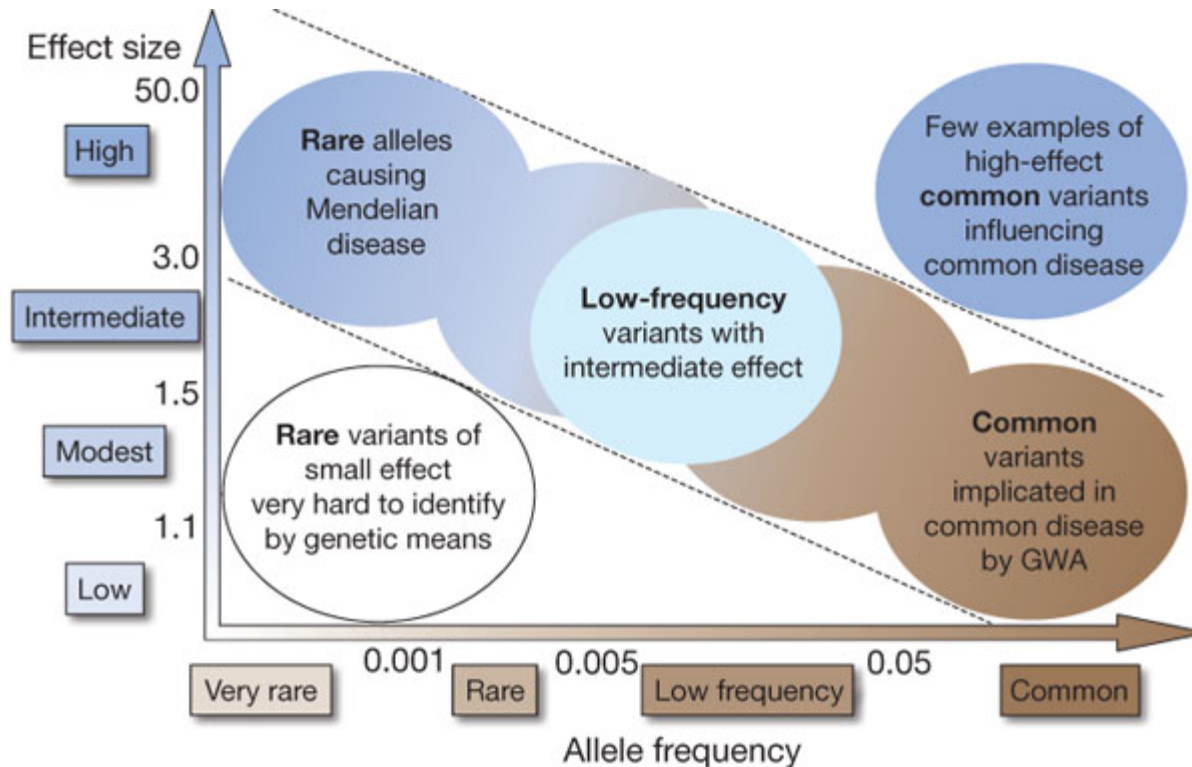 Effect size
50.0
High
3.0
Intermediate
1.5
Modest
1.1
Low
Rare alleles
causing
Mendelian
disease
Few examples of
high-effect
common variants
influencing
common disease
Low-frequency
variants with
intermediate effect
Rare variants of
small effect
very hard to identify
by genetic means
Common
variants
implicated in
common disease
by GWA
0.001
0.005
0.05
Very rare
Rare
Low frequency
Common
Allele frequency